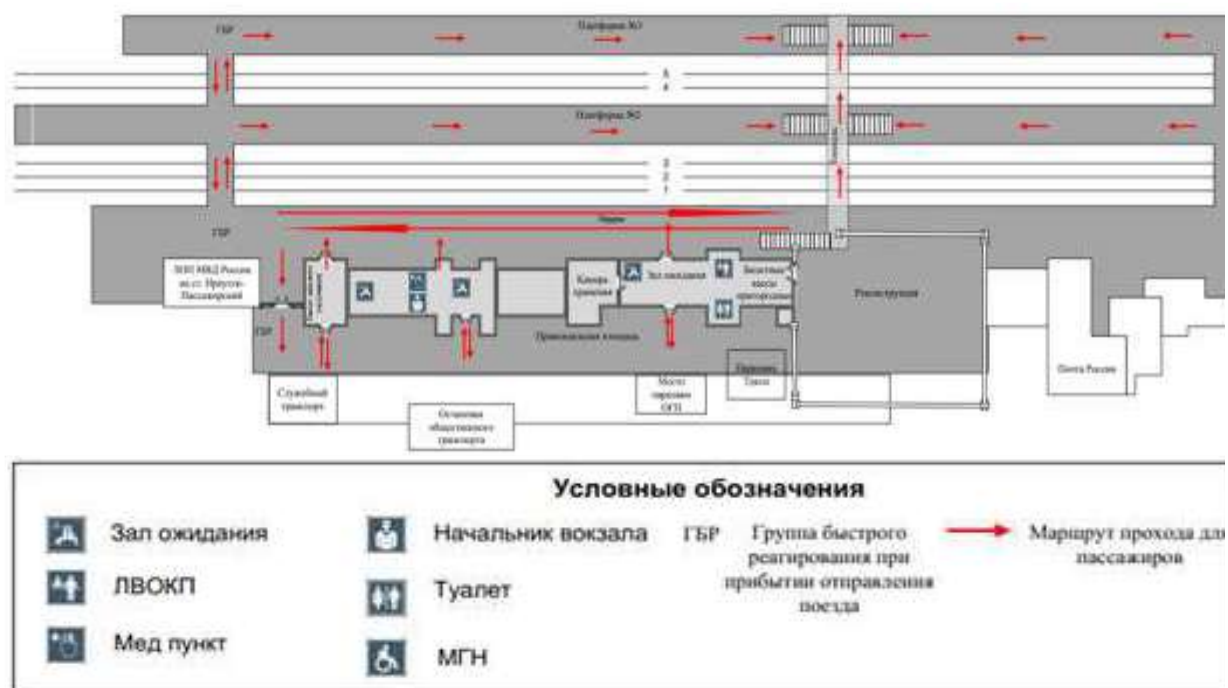 ГБР
Платформа №3
5
4
Платформа №2
3
2
1
Перрон
ГБР
ЛПП МВД России
на ст. Иркутск-
Пассажирский
Камера
хранения
Зал ожидания
Билетные
кассы
пригородные
Реконструкция
ГБР
Привокзальная площадь
Служебный
транспорт
Остановка
общественного
транспорта
Место
парковки
Парковка
Такси
Почта России
Условные обозначения
Зал ожидания
ЛВОКП
Мед пункт
Начальник вокзала
Туалет
МГН
ГБР
Группа быстрого
реагирования при
прибытии отправления
поезда
Маршрут прохода для
пассажиров